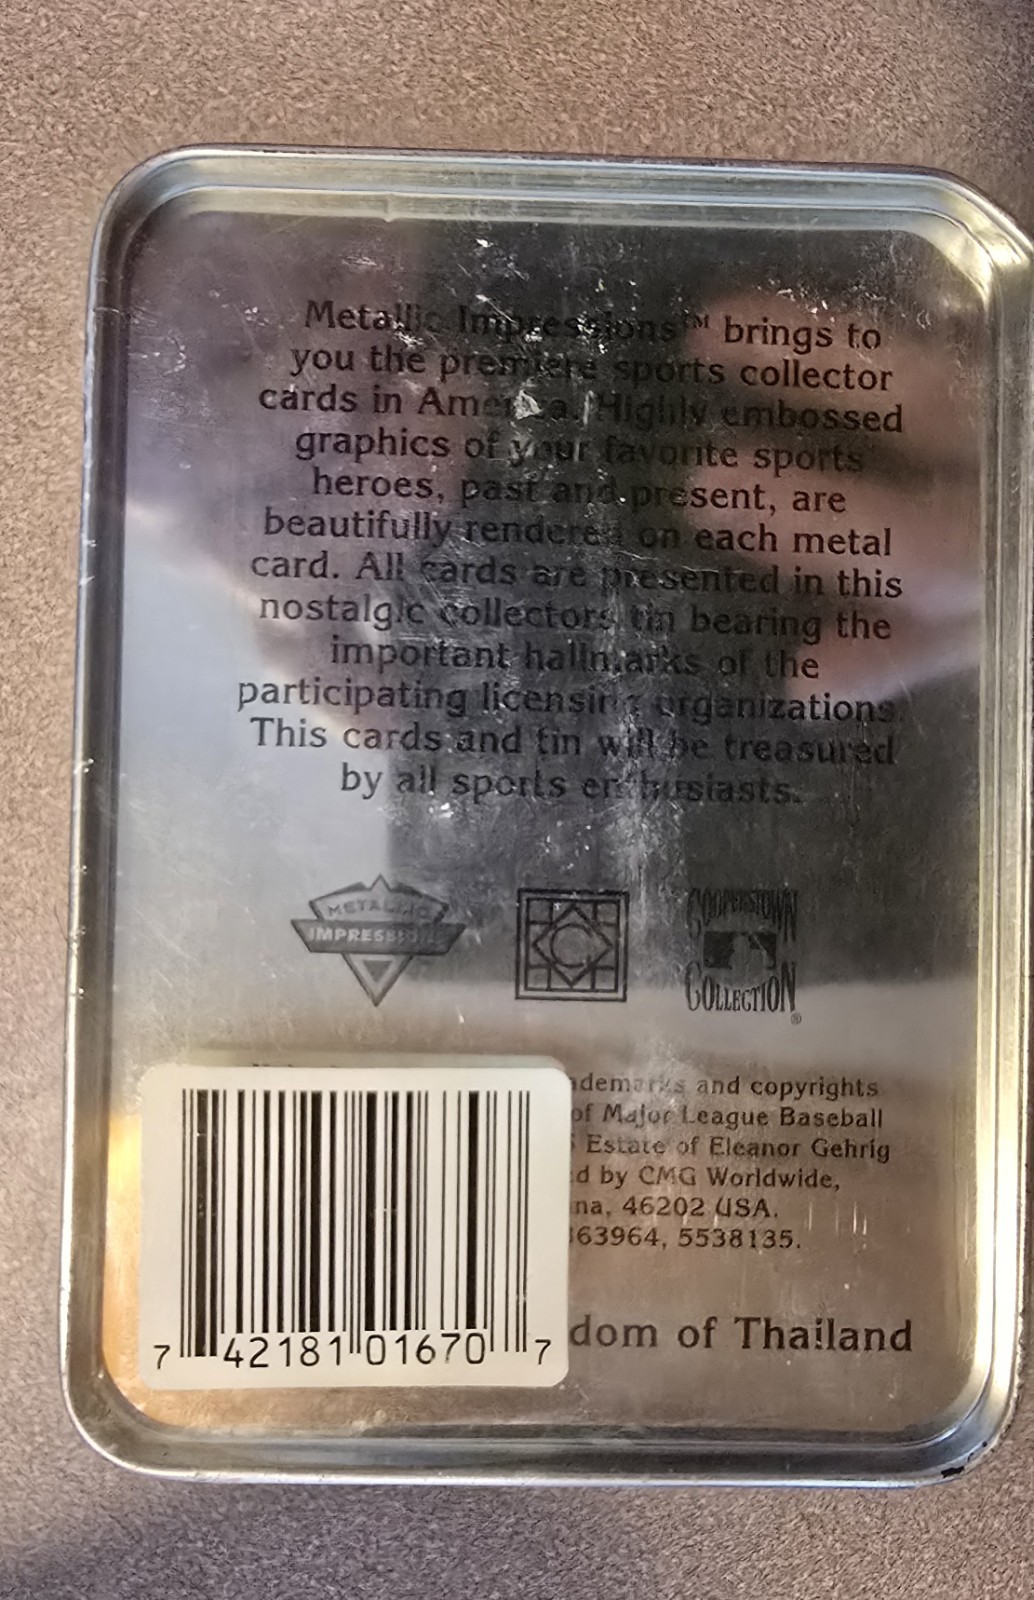 Metallic Impressions™ brings to
you the premiere sports collector
cards in America. Highly embossed
graphics of your favorite sports
heroes, past and present, are
beautifully rendered on each metal
card. All cards are presented in this
nostalgic collectors tin bearing the
important hallmarks of the
participating licensing organizations.
This cards and tin will be treasured
by all sports enthusiasts.
METALLIC
IMPRESSIONS
COOPERSTOWN
COLLECTION®
ademarks and copyrights
of Major League Baseball
Estate of Eleanor Gehrig
d by CMG Worldwide,
na, 46202 USA.
63964, 5538135.
dom of Thailand
7 42181 01670 7